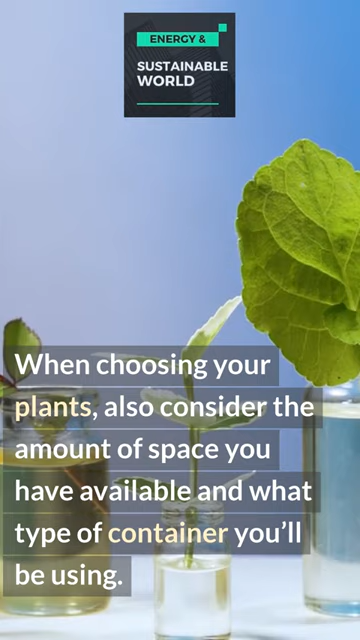 ENERGY &
SUSTAINABLE
WORLD
When choosing your
plants, also consider the
amount of space you
have available and what
type of container you’ll
be using.